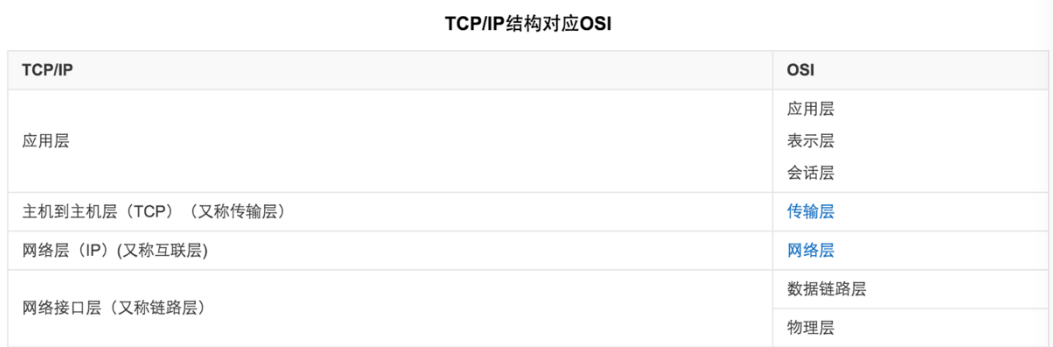 TCP/IP结构对应OSI
TCP/IP OSI
应用层
应用层
表示层
会话层
主机到主机层（TCP）（又称传输层） 传输层
网络层（IP）(又称互联层) 网络层
网络接口层（又称链路层）
数据链路层
物理层